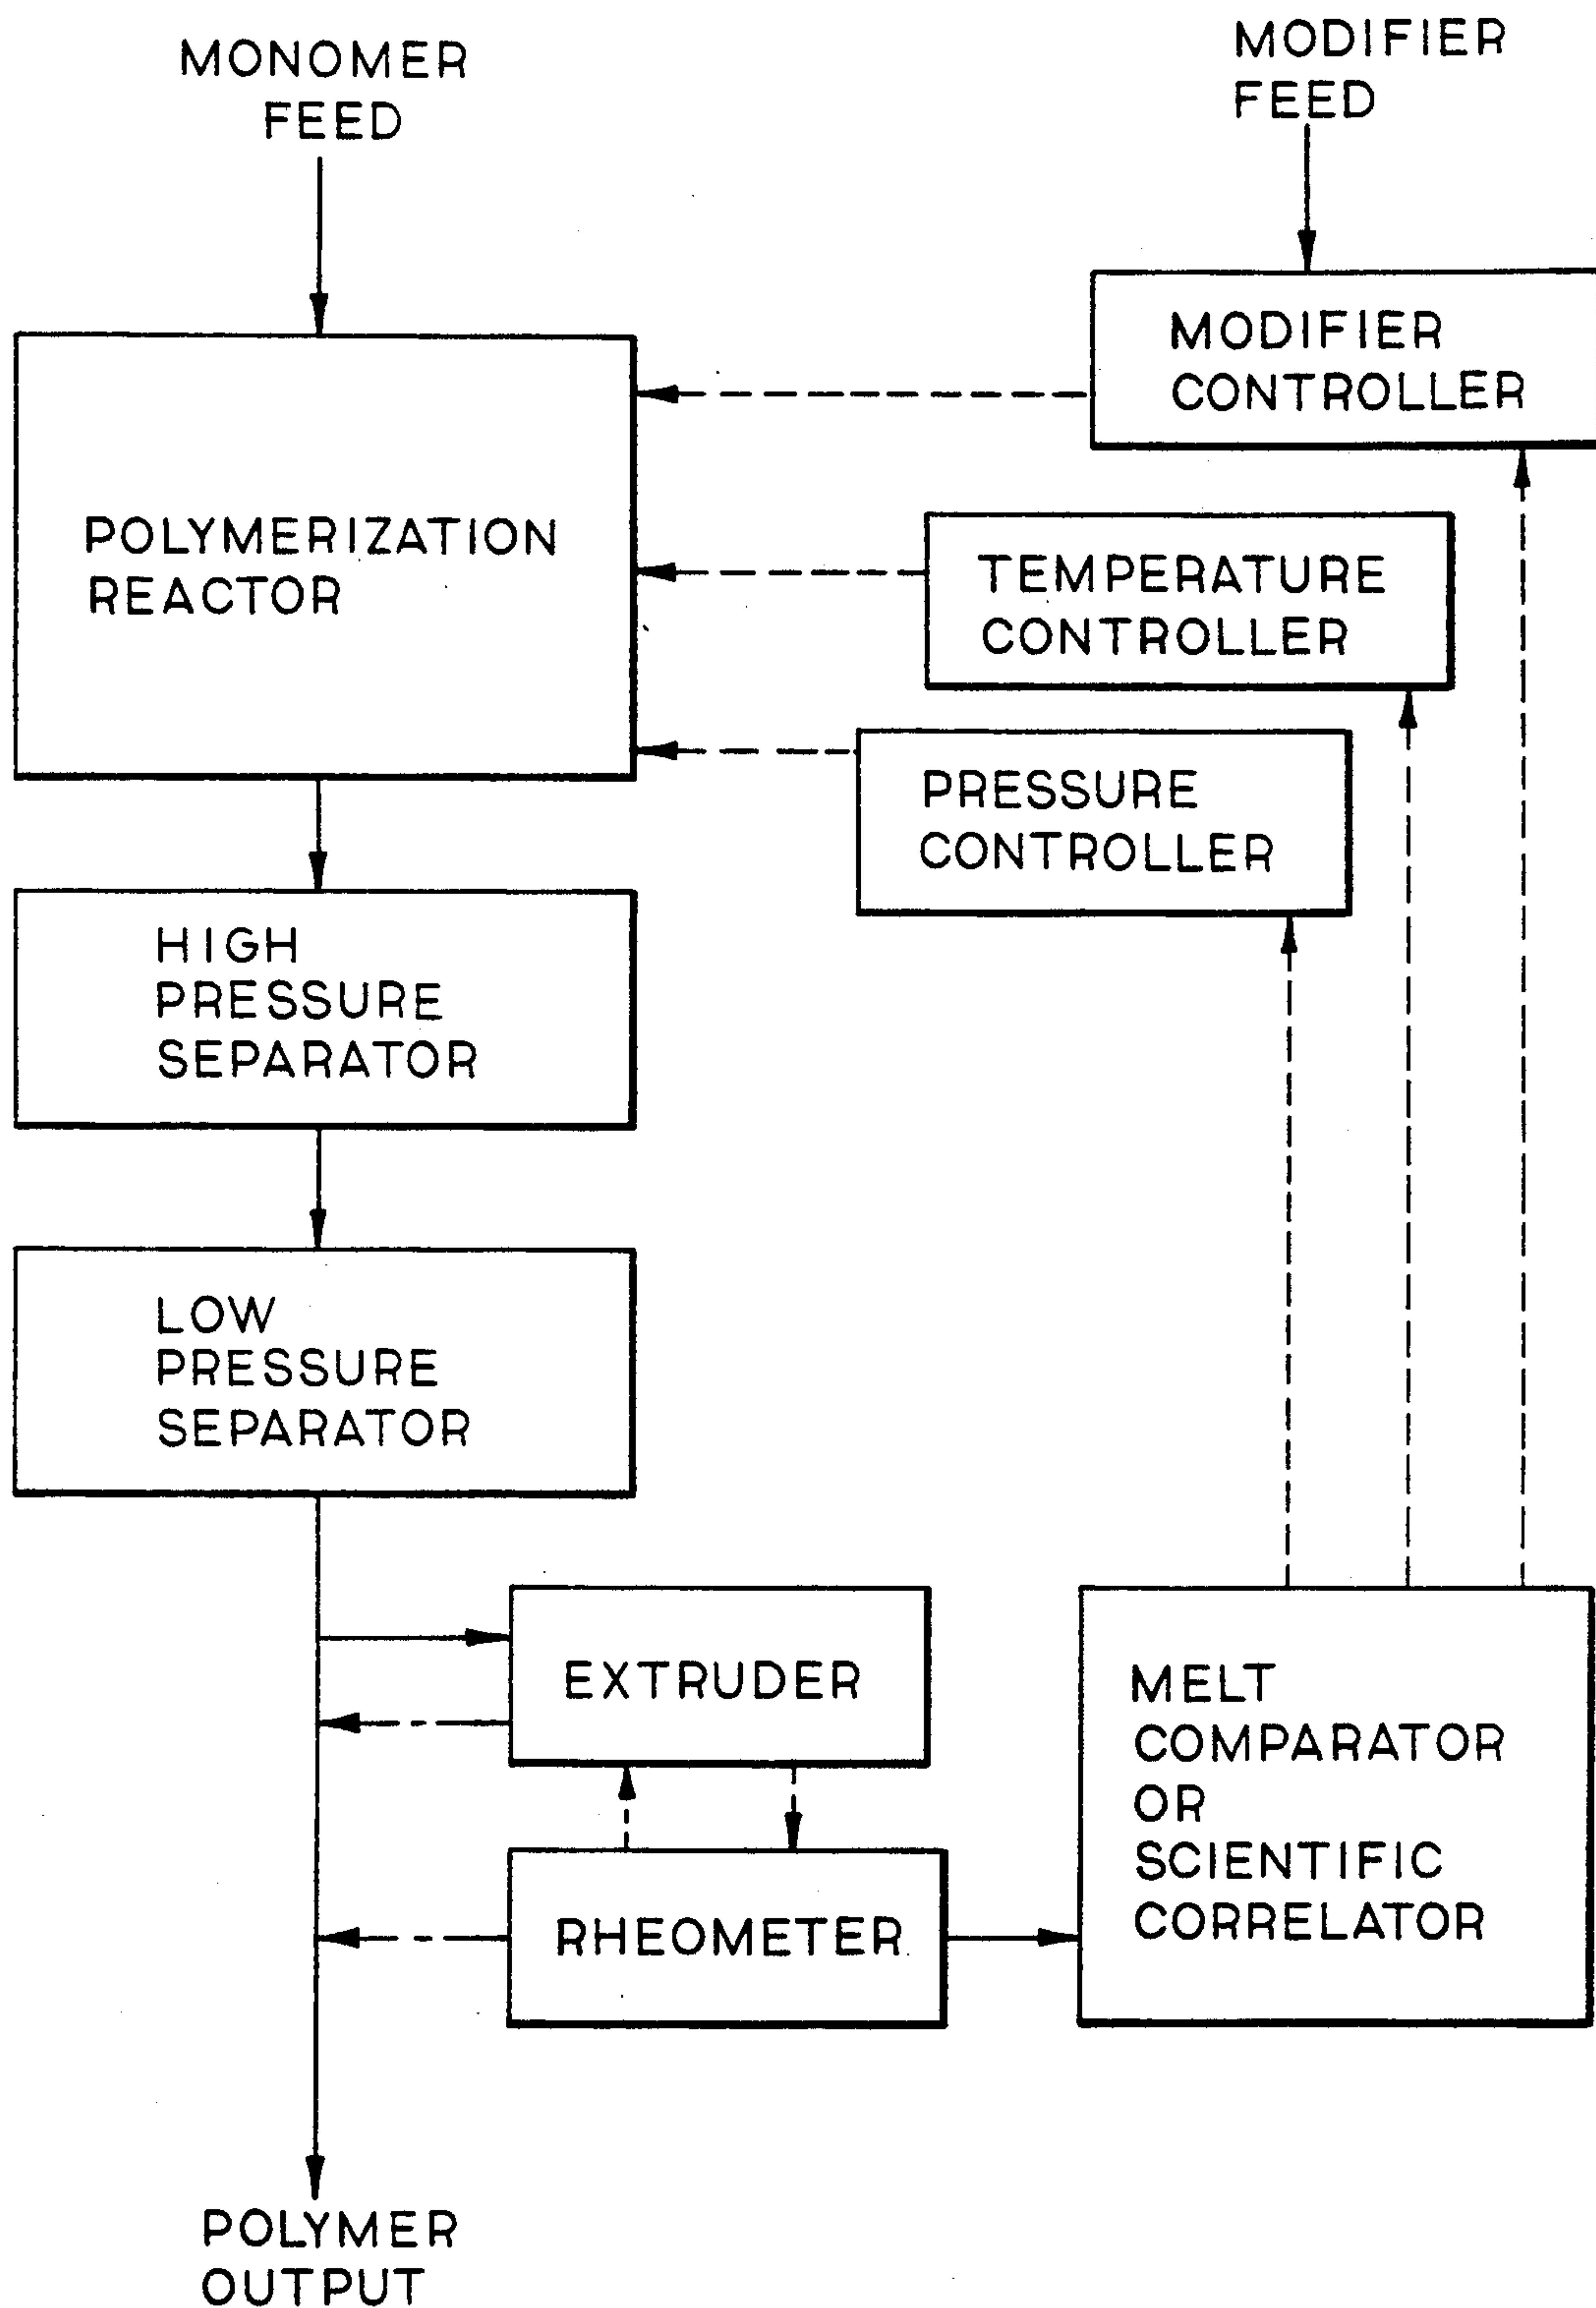 MONOMER
FEED
MODIFIER
FEED
MODIFIER
CONTROLLER
POLYMERIZATION
REACTOR
TEMPERATURE
CONTROLLER
PRESSURE
CONTROLLER
HIGH
PRESSURE
SEPARATOR
LOW
PRESSURE
SEPARATOR
EXTRUDER
MELT
COMPARATOR
OR
SCIENTIFIC
CORRELATOR
RHEOMETER
POLYMER
OUTPUT